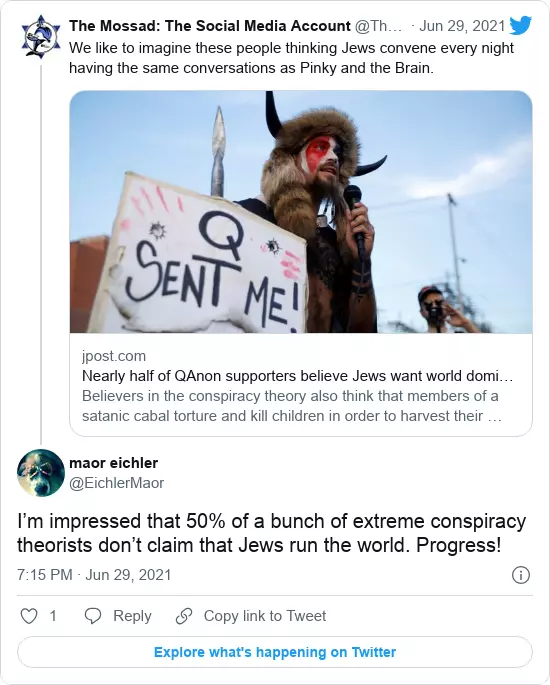 The Mossad: The Social Media Account @Th… · Jun 29, 2021
We like to imagine these people thinking Jews convene every night
having the same conversations as Pinky and the Brain.
Q
SENT ME!
jpost.com
Nearly half of QAnon supporters believe Jews want world domi…
Believers in the conspiracy theory also think that members of a
satanic cabal torture and kill children in order to harvest their …
maor eichler
@EichlerMaor
I’m impressed that 50% of a bunch of extreme conspiracy
theorists don’t claim that Jews run the world. Progress!
7:15 PM · Jun 29, 2021
1 Reply Copy link to Tweet
Explore what's happening on Twitter